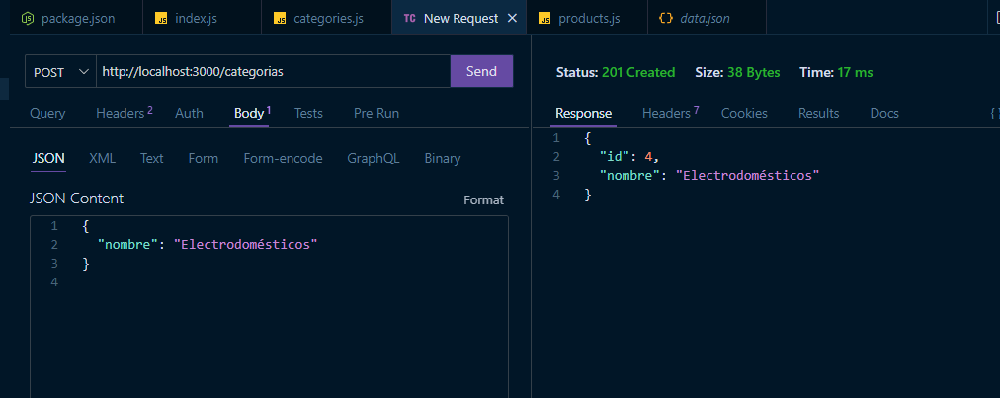 package.json index.js categories.js TC New Request products.js data.json
POST http://localhost:3000/categorias Send
Query Headers 2 Auth Body 1 Tests Pre Run
JSON XML Text Form Form-encode GraphQL Binary
JSON Content Format
1 {
2 "nombre": "Electrodomésticos"
3 }
4
Status: 201 Created Size: 38 Bytes Time: 17 ms
Response Headers 7 Cookies Results Docs {}
1 {
2 "id": 4,
3 "nombre": "Electrodomésticos"
4 }